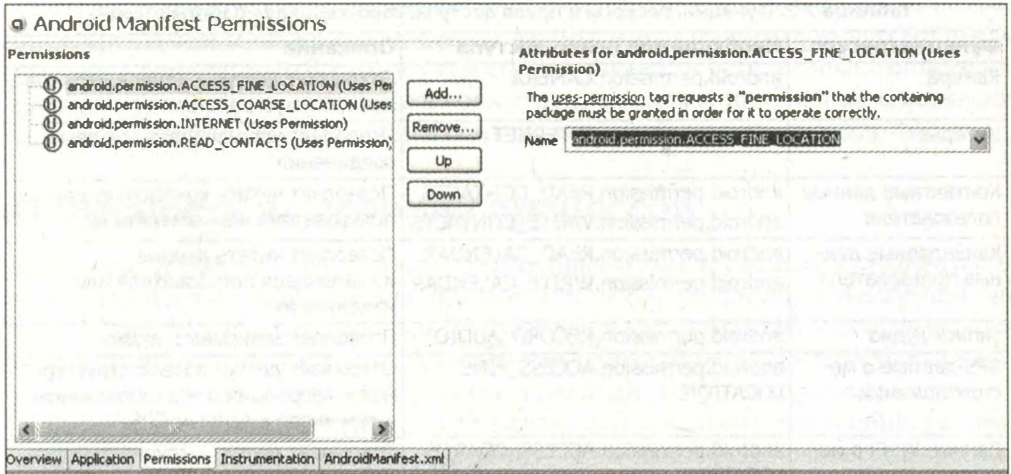 Android Manifest Permissions
Permissions
android.permission.ACCESS_FINE_LOCATION (Uses Per
android.permission.ACCESS_COARSE_LOCATION (Uses
android.permission.INTERNET (Uses Permission)
android.permission.READ_CONTACTS (Uses Permission)
Add...
Remove...
Up
Down
Attributes for android.permission.ACCESS_FINE_LOCATION (Uses
Permission)
The uses-permission tag requests a "permission" that the containing
package must be granted in order for it to operate correctly.
Name android.permission.ACCESS_FINE_LOCATION
Overview Application Permissions Instrumentation AndroidManifest.xml